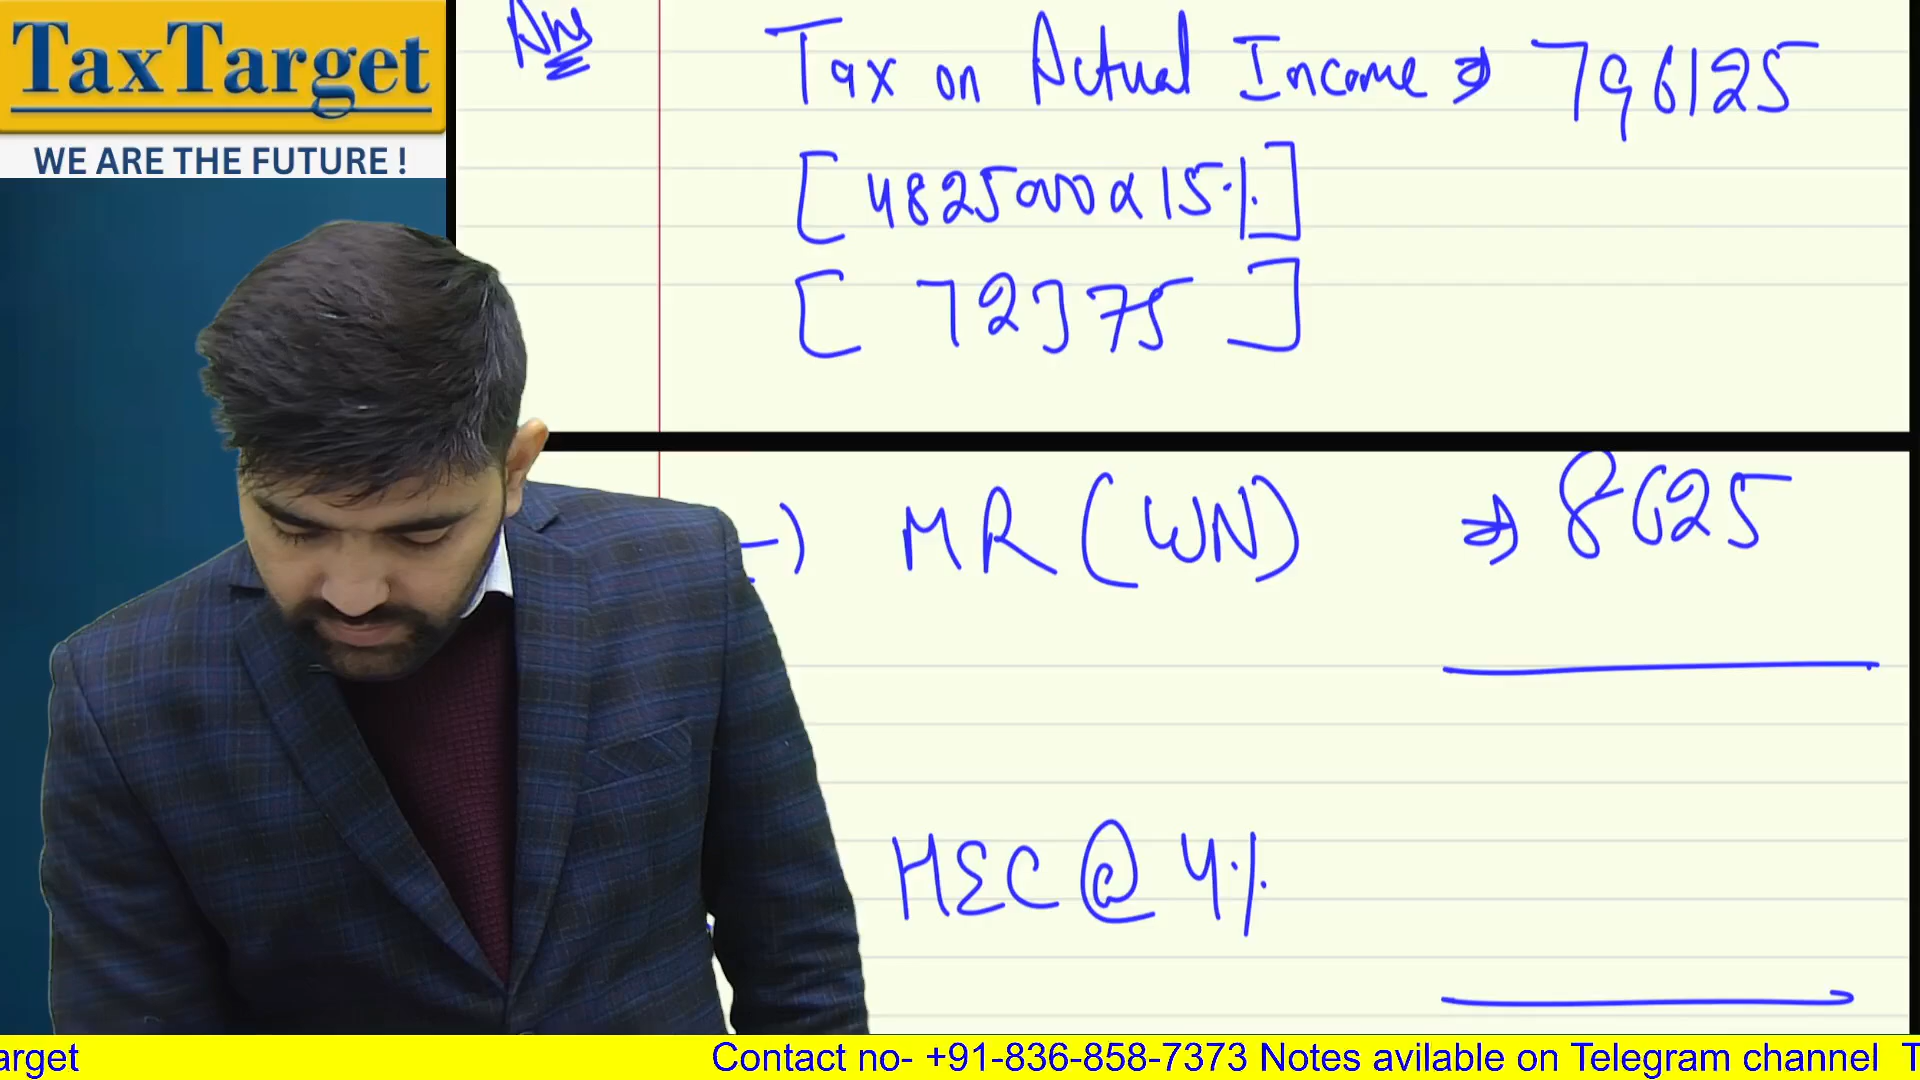 TaxTarget
WE ARE THE FUTURE !
Ans
Tax on Actual Income ⇒ 796125
[4825000 x 15%]
[72375]
(-) MR (WN) ⇒ 8625
HEC @ 4%
arget Contact no- +91-836-858-7373 Notes avilable on Telegram channel T